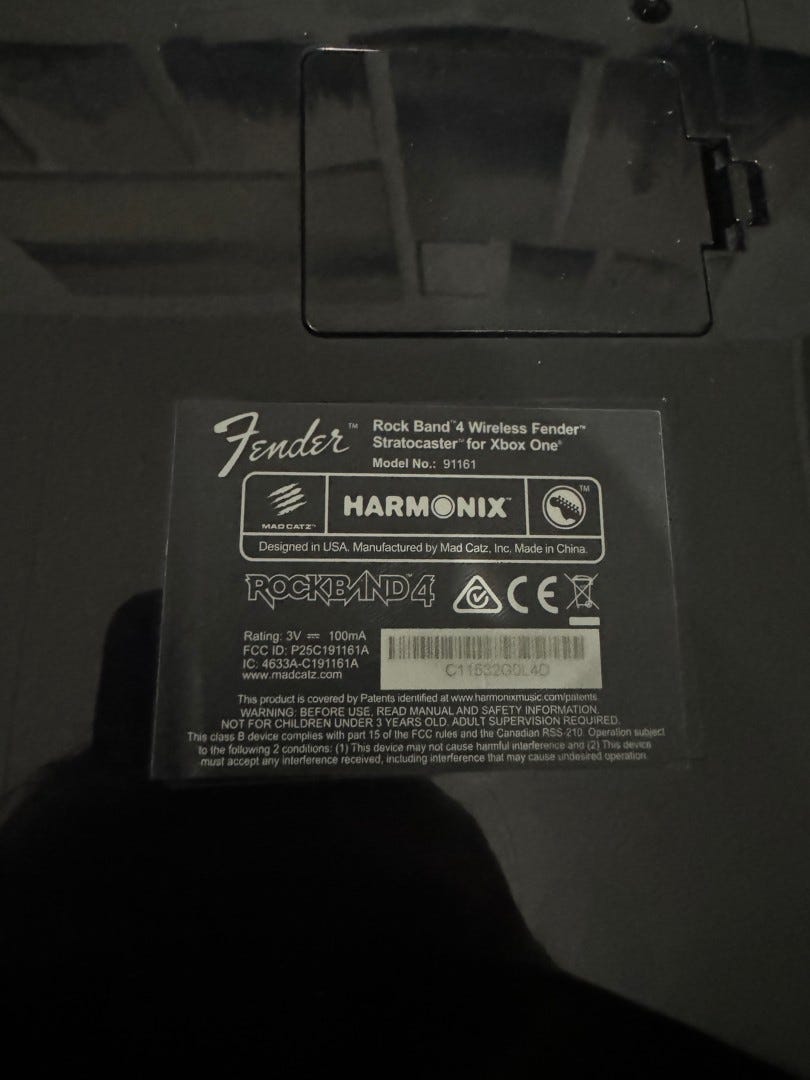 Fender™
Rock Band™4 Wireless Fender™
Stratocaster™ for Xbox One®
Model No.: 91161
MAD CATZ™
HARMONIX™
TM
Designed in USA. Manufactured by Mad Catz, Inc. Made in China.
ROCKBAND™4
CE
Rating: 3V ⎓ 100mA
FCC ID: P25C191161A
IC: 4633A-C191161A
www.madcatz.com
This product is covered by Patents identified at www.harmonixmusic.com/patents.
WARNING: BEFORE USE, READ MANUAL AND SAFETY INFORMATION.
NOT FOR CHILDREN UNDER 3 YEARS OLD. ADULT SUPERVISION REQUIRED.
This class B device complies with part 15 of the FCC rules and the Canadian RSS-210. Operation subject
to the following 2 conditions: (1) This device may not cause harmful interference and (2) This device
must accept any interference received, including interference that may cause undesired operation.